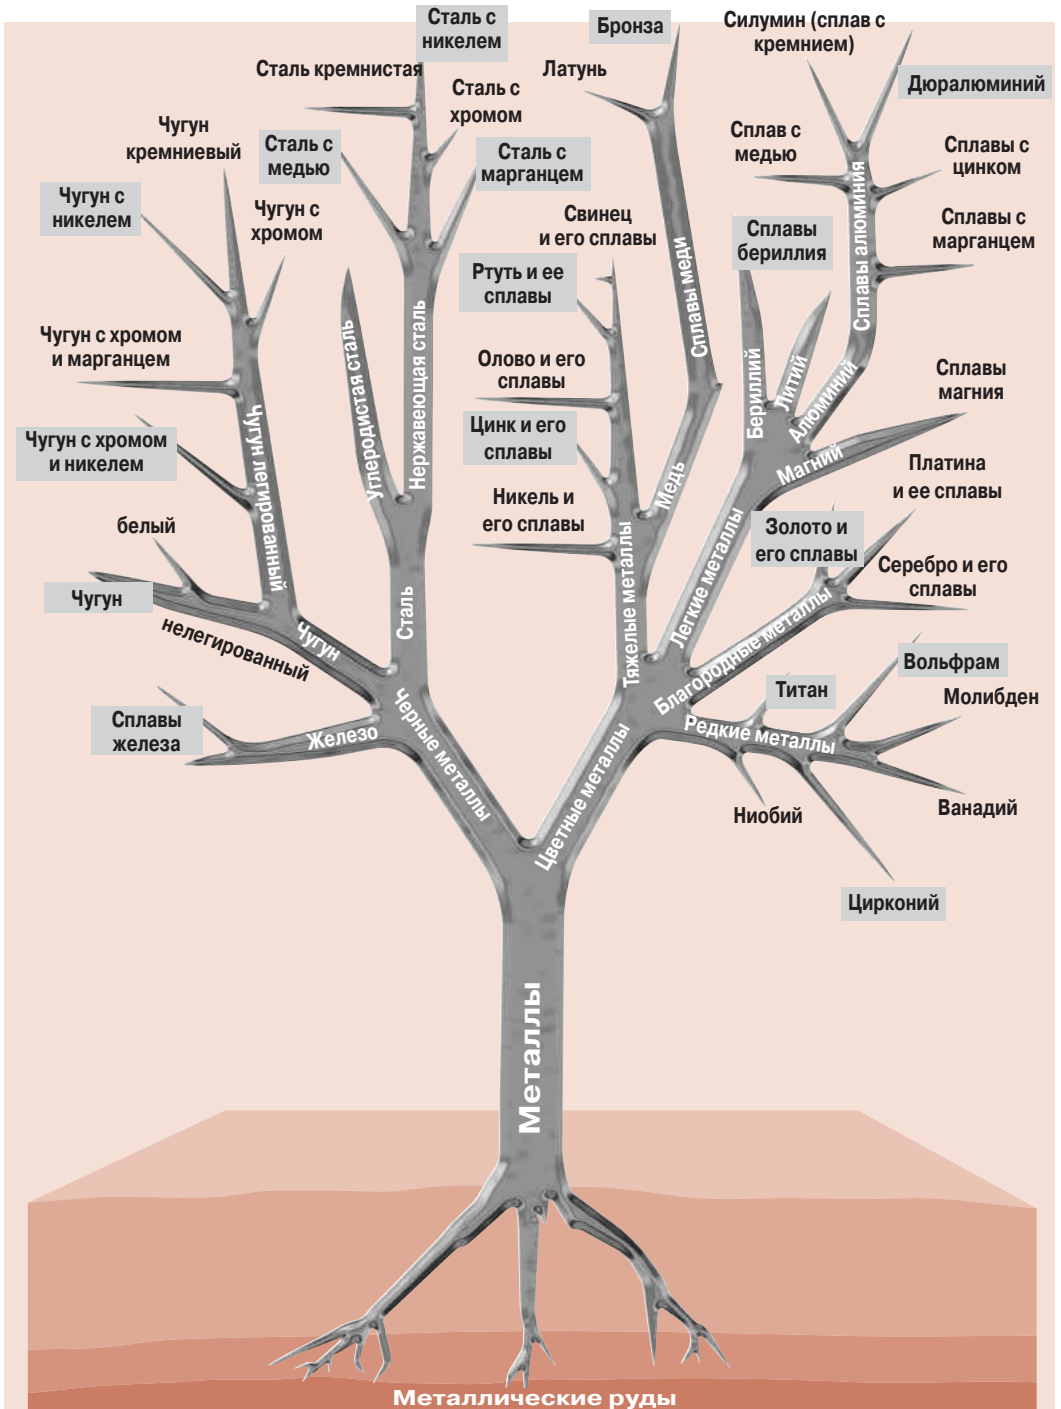 Сталь с
никелем
Бронза
Силумин (сплав с
кремнием)
Сталь кремнистая
Латунь
Дюралюминий
Сталь с
хромом
Чугун
кремниевый
Сталь с
медью
Сталь с
марганцем
Сплав с
медью
Сплавы с
цинком
Чугун с
никелем
Чугун с
хромом
Свинец
и его сплавы
Сплавы
бериллия
Сплавы с
марганцем
Ртуть и ее
сплавы
Сплавы меди
Сплавы алюминия
Чугун с хромом
и марганцем
Углеродистая сталь
Нержавеющая сталь
Олово и его
сплавы
Бериллий
Литий
Алюминий
Сплавы
магния
Чугун с хромом
и никелем
Чугун легированный
Цинк и его
сплавы
Медь
Магний
Платина
и ее сплавы
белый
Никель и
его сплавы
Золото и
его сплавы
Серебро и его
сплавы
Чугун
нелегированный
Чугун
Сталь
Тяжелые металлы
Легкие металлы
Благородные металлы
Вольфрам
Титан
Молибден
Сплавы
железа
Железо
Черные металлы
Цветные металлы
Редкие металлы
Ниобий
Ванадий
Цирконий
Металлы
Металлические руды